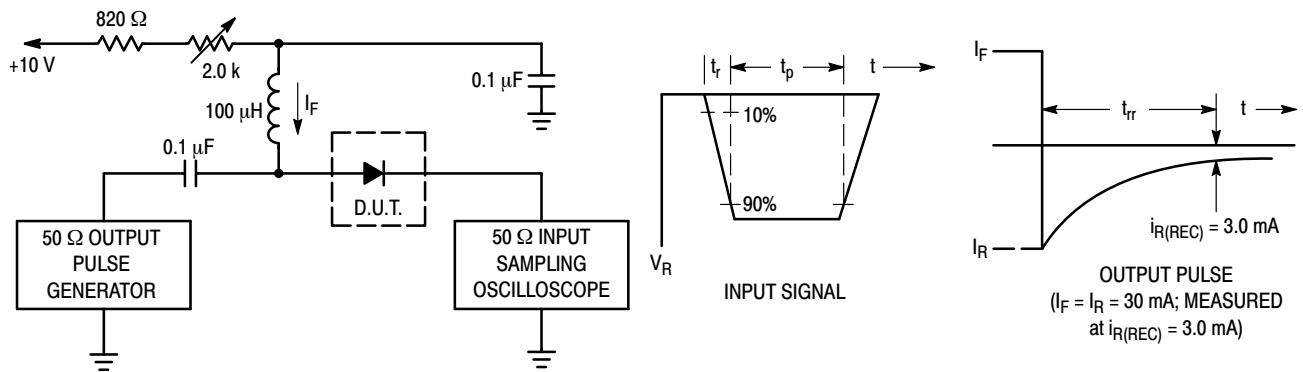 820 Ω
+10 V
2.0 k
100 μH
I_F
0.1 μF
0.1 μF
D.U.T.
50 Ω OUTPUT
PULSE
GENERATOR
50 Ω INPUT
SAMPLING
OSCILLOSCOPE
t_r
t_p
t
10%
90%
V_R
INPUT SIGNAL
I_F
t_rr
t
I_R
i_R(REC) = 3.0 mA
OUTPUT PULSE
(I_F = I_R = 30 mA; MEASURED
at i_R(REC) = 3.0 mA)